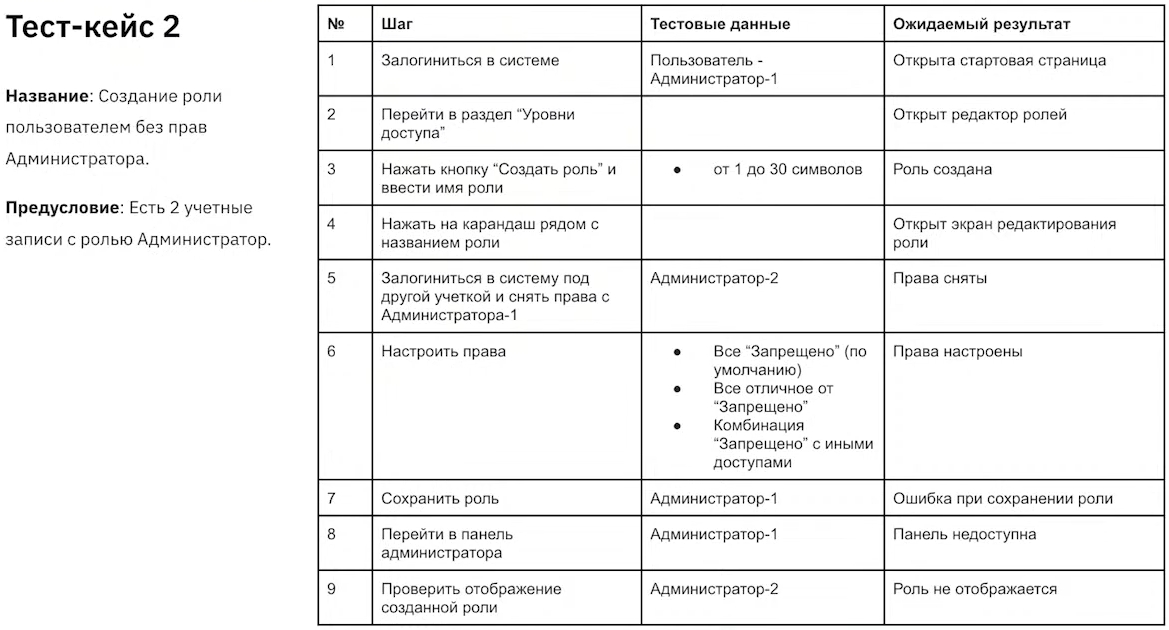 Тест-кейс 2
Название: Создание роли
пользователем без прав
Администратора.
Предусловие: Есть 2 учетные
записи с ролью Администратор.
№ Шаг Тестовые данные Ожидаемый результат
1 Залогиниться в системе Пользователь - Открыта стартовая страница
Администратор-1
2 Перейти в раздел “Уровни Открыт редактор ролей
доступа”
3 Нажать кнопку “Создать роль” и ● от 1 до 30 символов Роль создана
ввести имя роли
4 Нажать на карандаш рядом с Открыт экран редактирования
названием роли роли
5 Залогиниться в систему под Администратор-2 Права сняты
другой учеткой и снять права с
Администратора-1
6 Настроить права ● Все “Запрещено” (по Права настроены
умолчанию)
● Все отличное от
“Запрещено”
● Комбинация
“Запрещено” с иными
доступами
7 Сохранить роль Администратор-1 Ошибка при сохранении роли
8 Перейти в панель Администратор-1 Панель недоступна
администратора
9 Проверить отображение Администратор-2 Роль не отображается
созданной роли